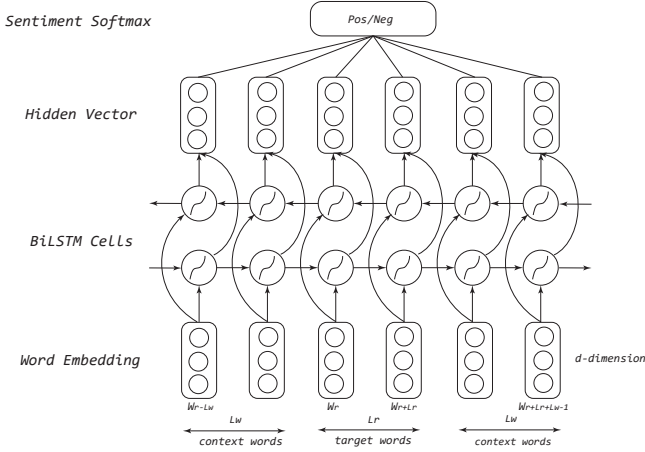 Sentiment Softmax
Pos/Neg
Hidden Vector
BiLSTM Cells
Word Embedding
d-dimension
Wr-Lw Wr Wr+Lr Wr+Lr+Lw-1
Lw Lr Lw
context words target words context words